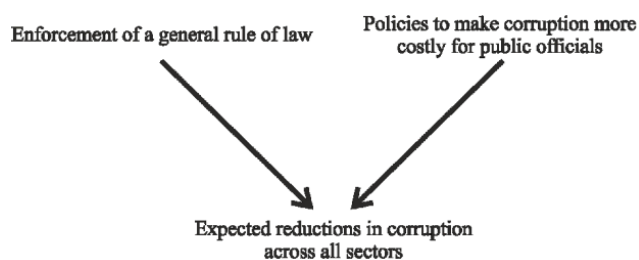 Enforcement of a general rule of law
Policies to make corruption more
costly for public officials
Expected reductions in corruption
across all sectors